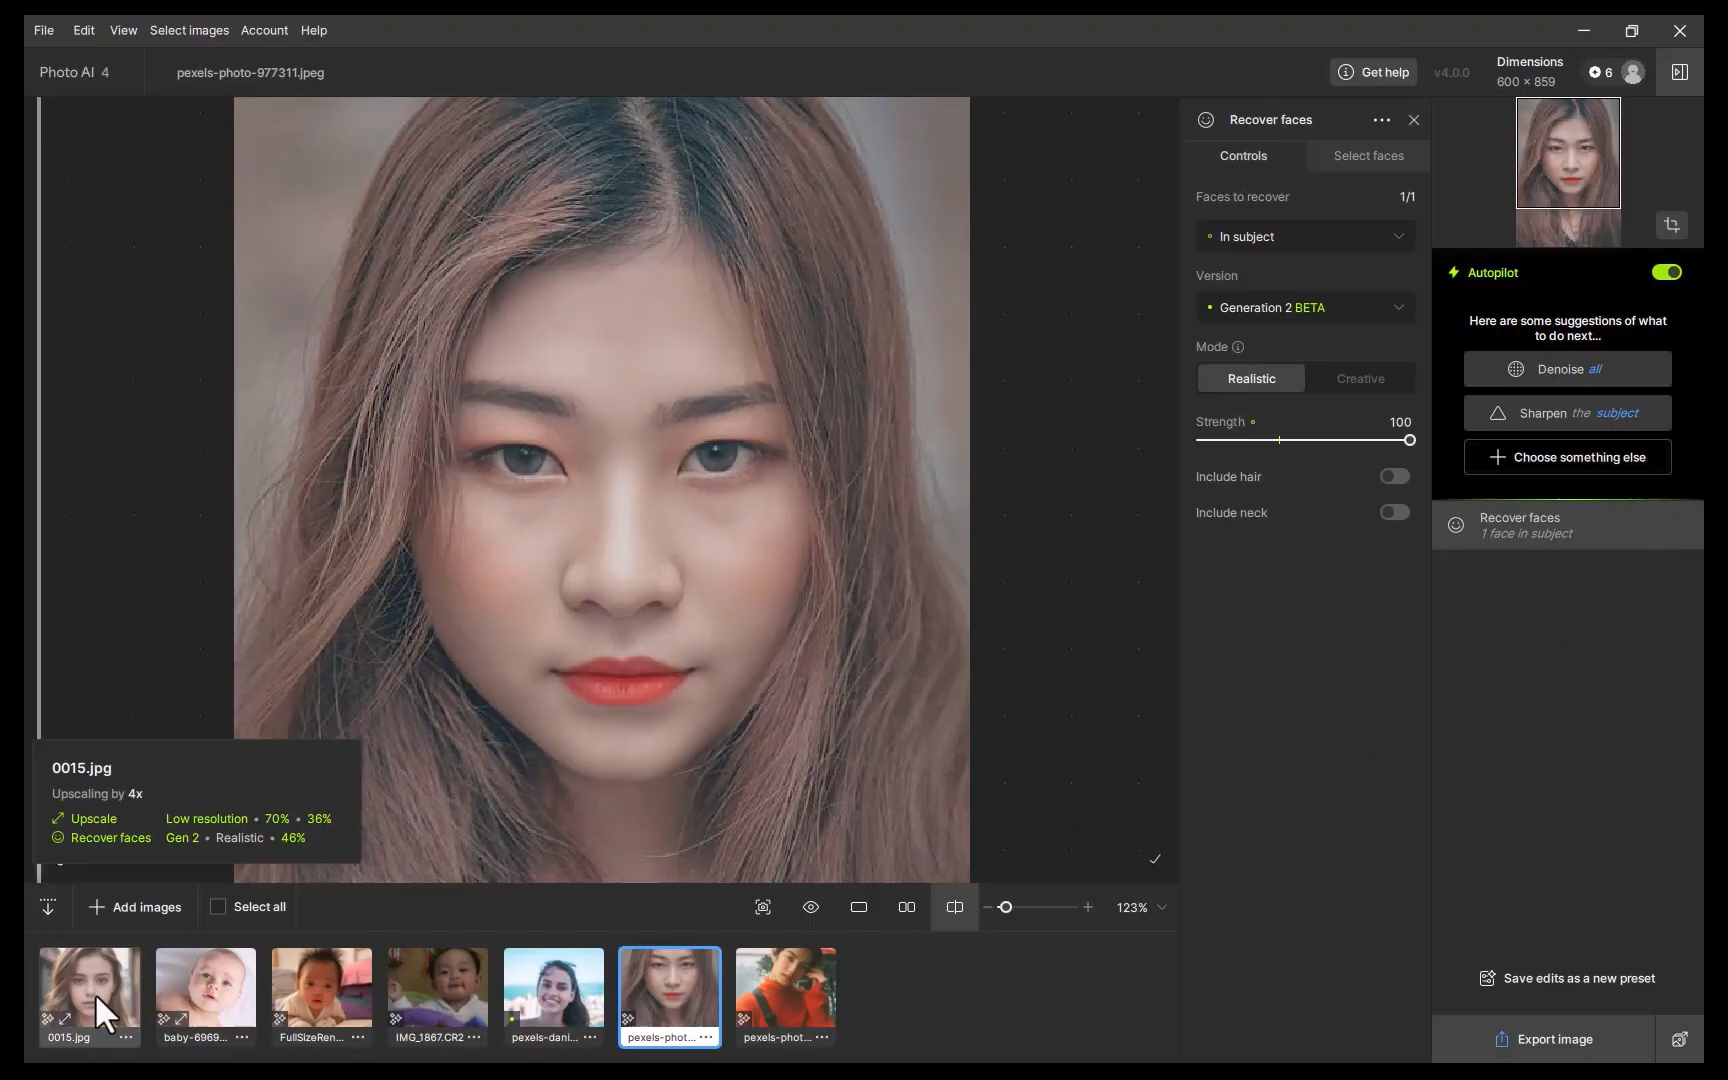 File Edit View Select images Account Help
Photo AI 4 pexels-photo-977311.jpeg Get help v4.0.0 Dimensions 600 × 859 6
Recover faces
Controls Select faces
Faces to recover 1/1
In subject
Version
Generation 2 BETA
Mode
Realistic Creative
Strength 100
Include hair
Include neck
Autopilot
Here are some suggestions of what
to do next...
Denoise all
Sharpen the subject
Choose something else
Recover faces
1 face in subject
0015.jpg
Upscaling by 4x
Upscale Low resolution • 70% • 36%
Recover faces Gen 2 • Realistic • 46%
Add images Select all 123%
0015.jpg ... baby-6969... ... FullSizeRen... ... IMG_1867.CR2 ... pexels-dani... ... pexels-phot... ... pexels-phot... ...
Save edits as a new preset
Export image